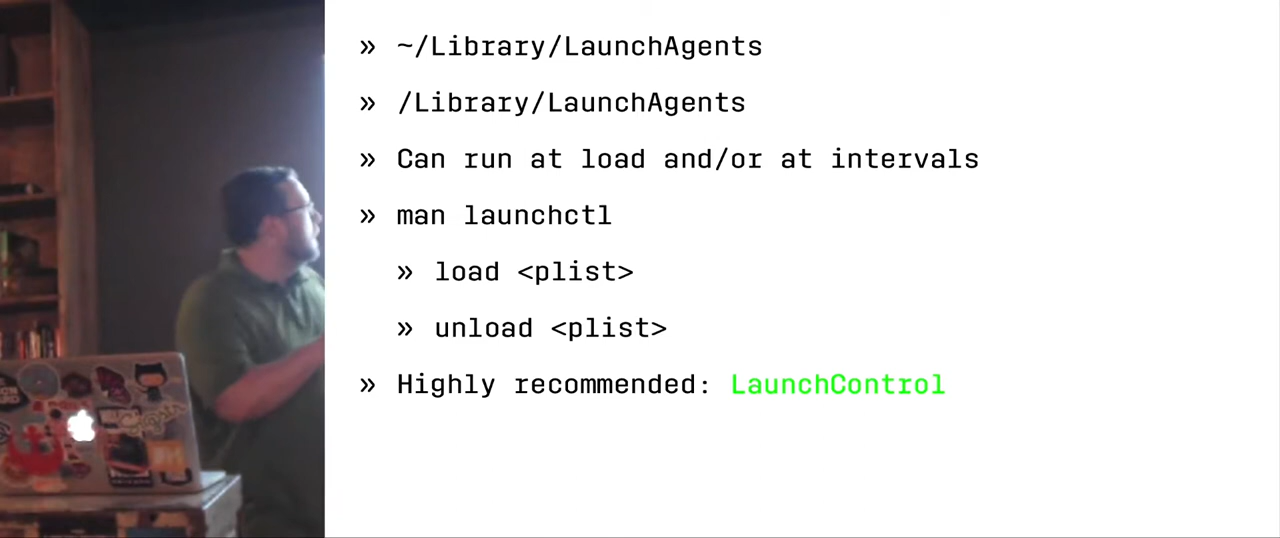 » ~/Library/LaunchAgents
» /Library/LaunchAgents
» Can run at load and/or at intervals
» man launchctl
» load <plist>
» unload <plist>
» Highly recommended: LaunchControl